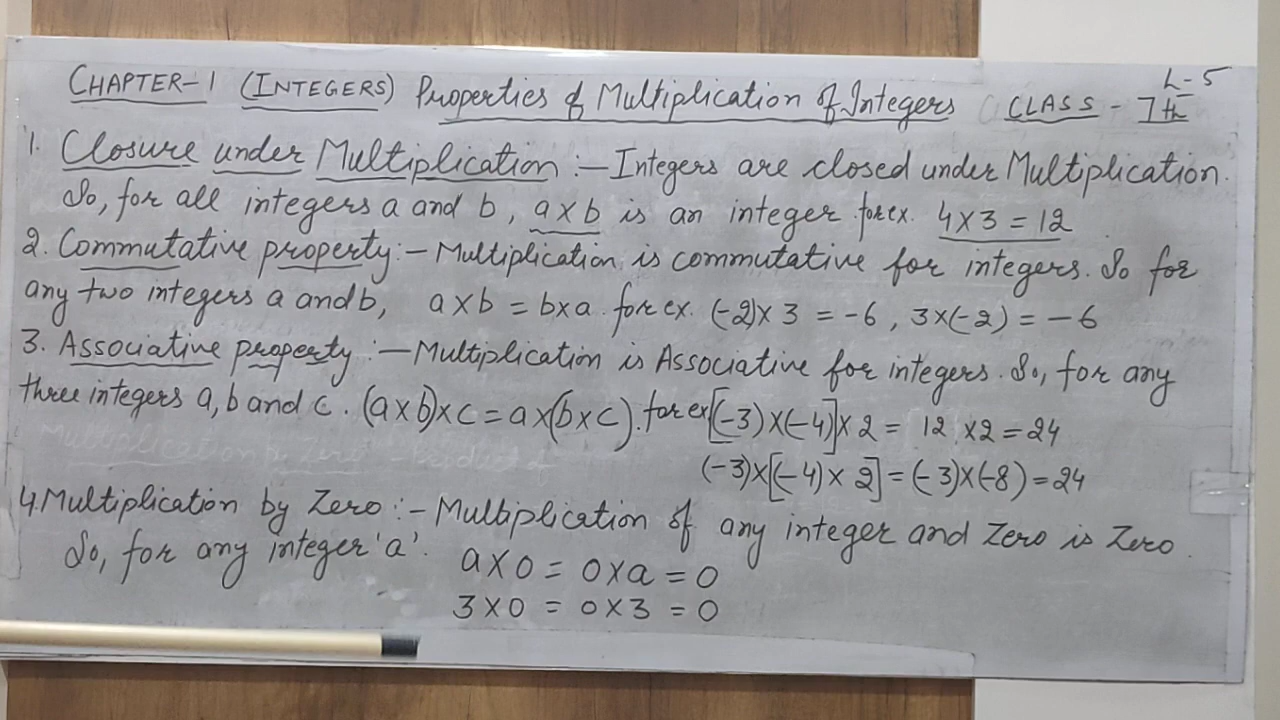 L-5
CHAPTER-1 (INTEGERS) Properties of Multiplication of Integers CLASS - 7th
1. Closure under Multiplication :- Integers are closed under Multiplication.
So, for all integers a and b, a×b is an integer for ex. 4×3=12
2. Commutative property:- Multiplication is commutative for integers. So for
any two integers a and b, a×b = b×a. for ex. (-2)×3 = -6, 3×(-2) = -6
3. Associative property :- Multiplication is Associative for integers. So, for any
three integers a, b and c. (a×b)×c = a×(b×c). for ex [(-3)×(-4)]×2 = 12×2=24
(-3)×[(-4)×2] = (-3)×(-8)=24
4. Multiplication by Zero :- Multiplication of any integer and Zero is Zero.
So, for any integer 'a'.
a×0 = 0×a = 0
3×0 = 0×3 = 0